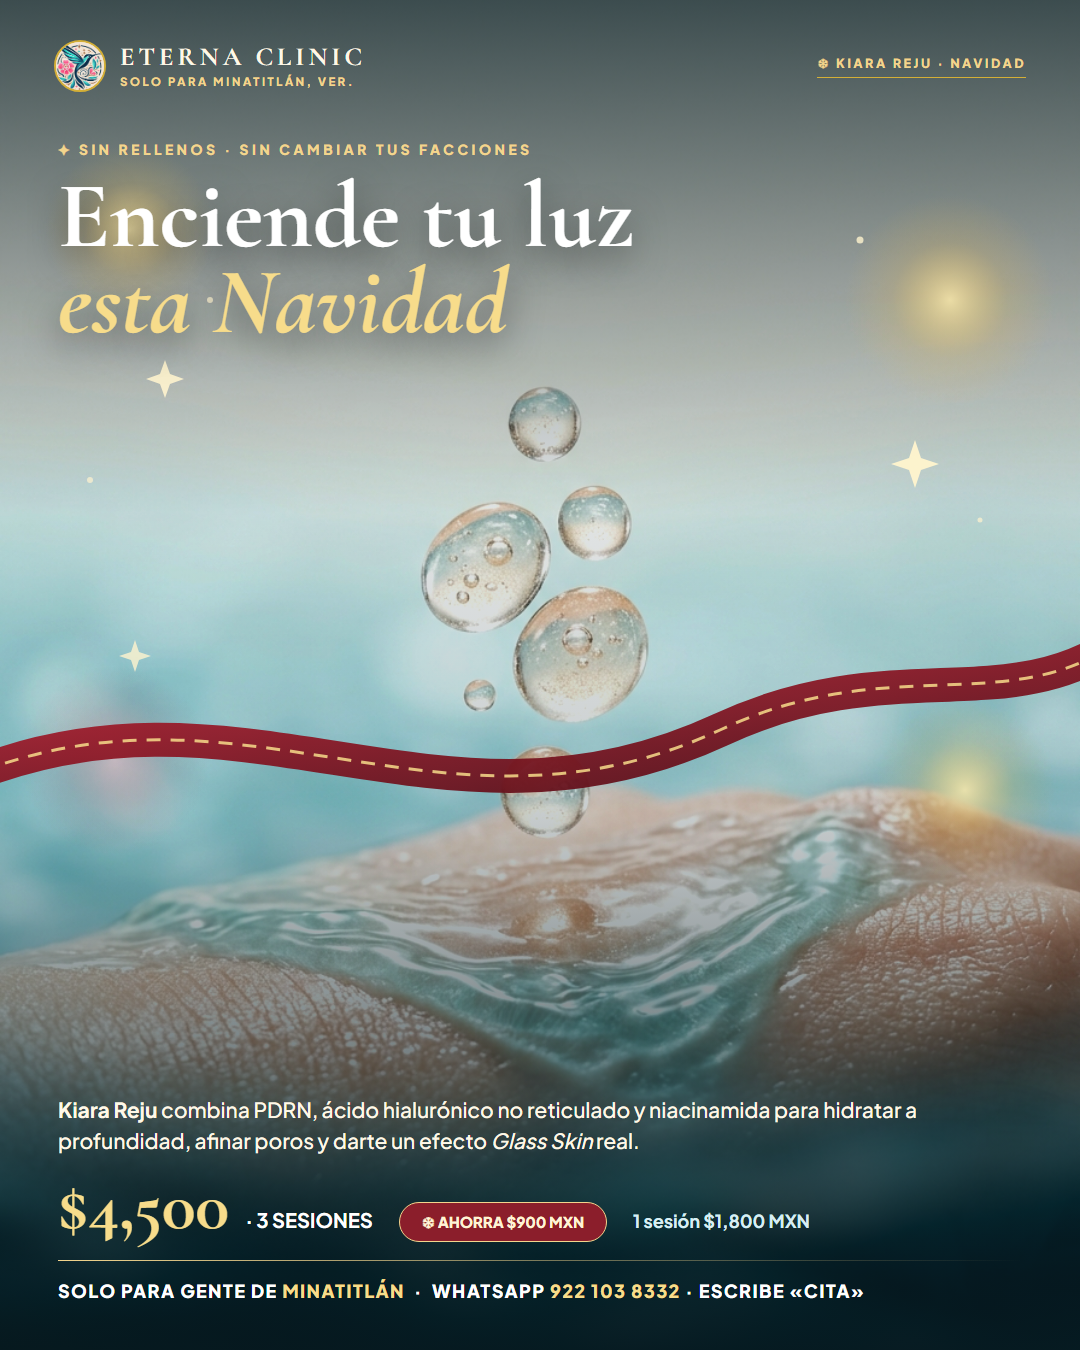 ETERNA CLINIC
SOLO PARA MINATITLÁN, VER.
❄ KIARA REJU · NAVIDAD
✦ SIN RELLENOS · SIN CAMBIAR TUS FACCIONES
Enciende tu luz
esta Navidad
Kiara Reju combina PDRN, ácido hialurónico no reticulado y niacinamida para hidratar a
profundidad, afinar poros y darte un efecto Glass Skin real.
$4,500 · 3 SESIONES ❄ AHORRA $900 MXN 1 sesión $1,800 MXN
SOLO PARA GENTE DE MINATITLÁN · WHATSAPP 922 103 8332 · ESCRIBE «CITA»